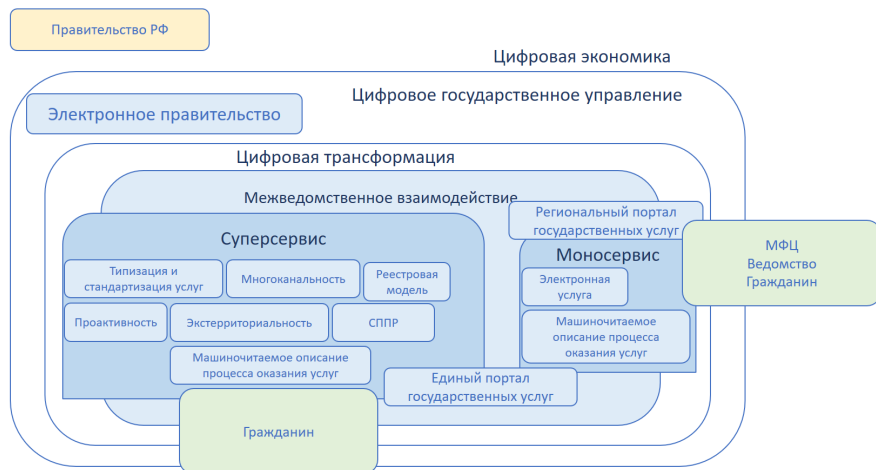 Правительство РФ
Цифровая экономика
Цифровое государственное управление
Электронное правительство
Цифровая трансформация
Межведомственное взаимодействие
Суперсервис
Типизация и
стандартизация услуг
Многоканальность
Реестровая
модель
Проактивность
Экстерриториальность
СППР
Машиночитаемое описание
процесса оказания услуг
Региональный портал
государственных услуг
Моносервис
Электронная
услуга
Машиночитаемое
описание процесса
оказания услуг
МФЦ
Ведомство
Гражданин
Единый портал
государственных услуг
Гражданин